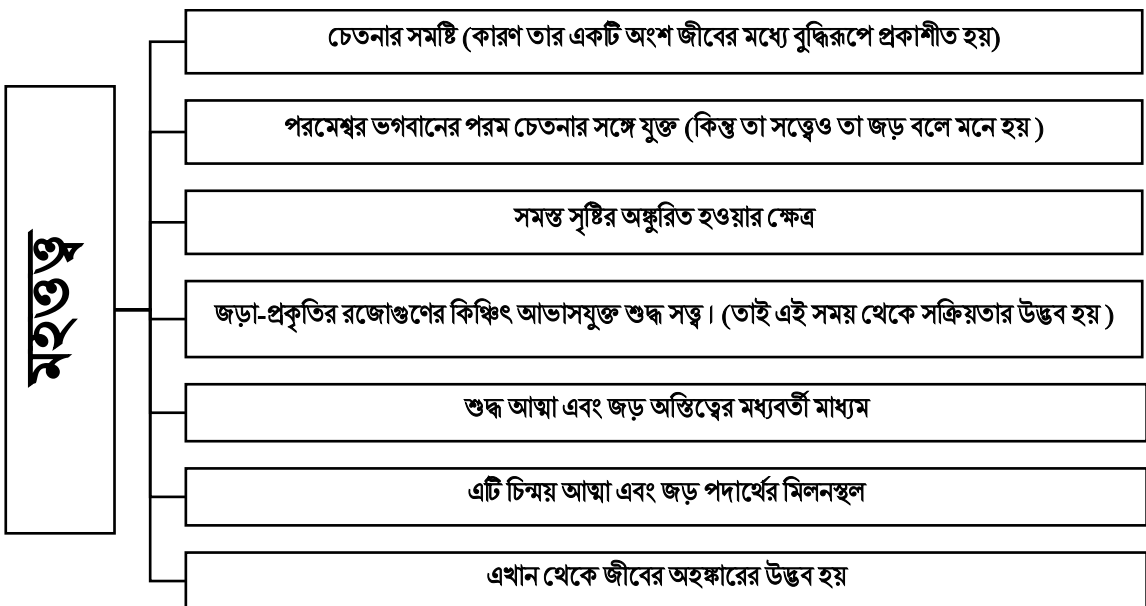 মহত্তত্ত্ব
চেতনার সমষ্টি (কারণ তার একটি অংশ জীবের মধ্যে বুদ্ধিরূপে প্রকাশীত হয়)
পরমেশ্বর ভগবানের পরম চেতনার সঙ্গে যুক্ত (কিন্তু তা সত্ত্বেও তা জড় বলে মনে হয় )
সমস্ত সৃষ্টির অঙ্কুরিত হওয়ার ক্ষেত্র
জড়া-প্রকৃতির রজোগুণের কিঞ্চিৎ আভাসযুক্ত শুদ্ধ সত্ত্ব। (তাই এই সময় থেকে সক্রিয়তার উদ্ভব হয় )
শুদ্ধ আত্মা এবং জড় অস্তিত্বের মধ্যবর্তী মাধ্যম
এটি চিন্ময় আত্মা এবং জড় পদার্থের মিলনস্থল
এখান থেকে জীবের অহঙ্কারের উদ্ভব হয়